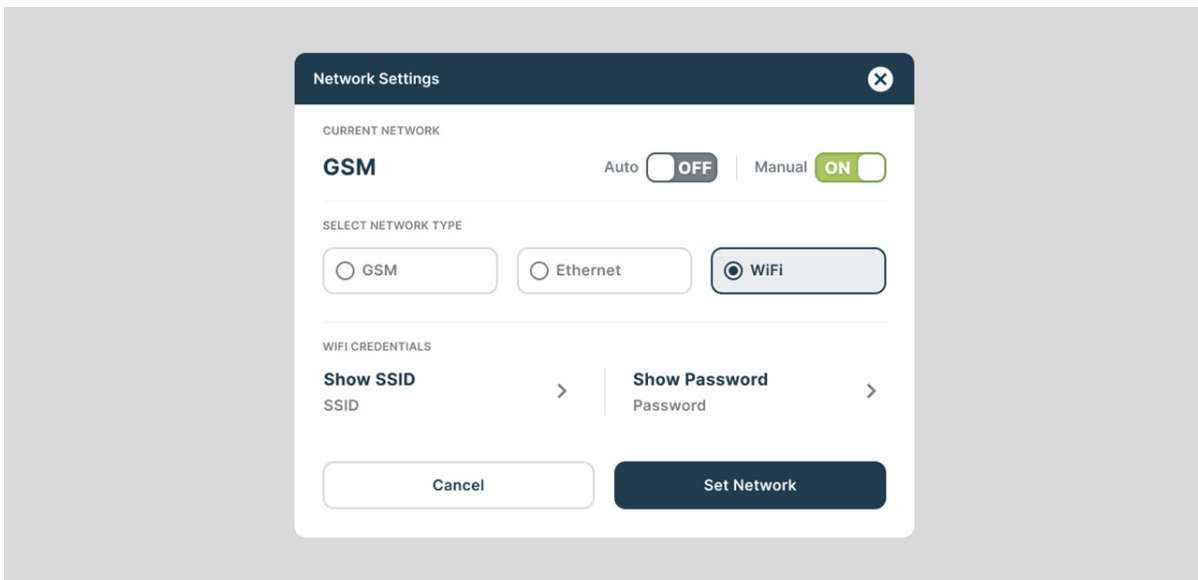 Network Settings
CURRENT NETWORK
GSM Auto OFF Manual ON
SELECT NETWORK TYPE
GSM Ethernet WiFi
WIFI CREDENTIALS
Show SSID Show Password
SSID Password
Cancel Set Network